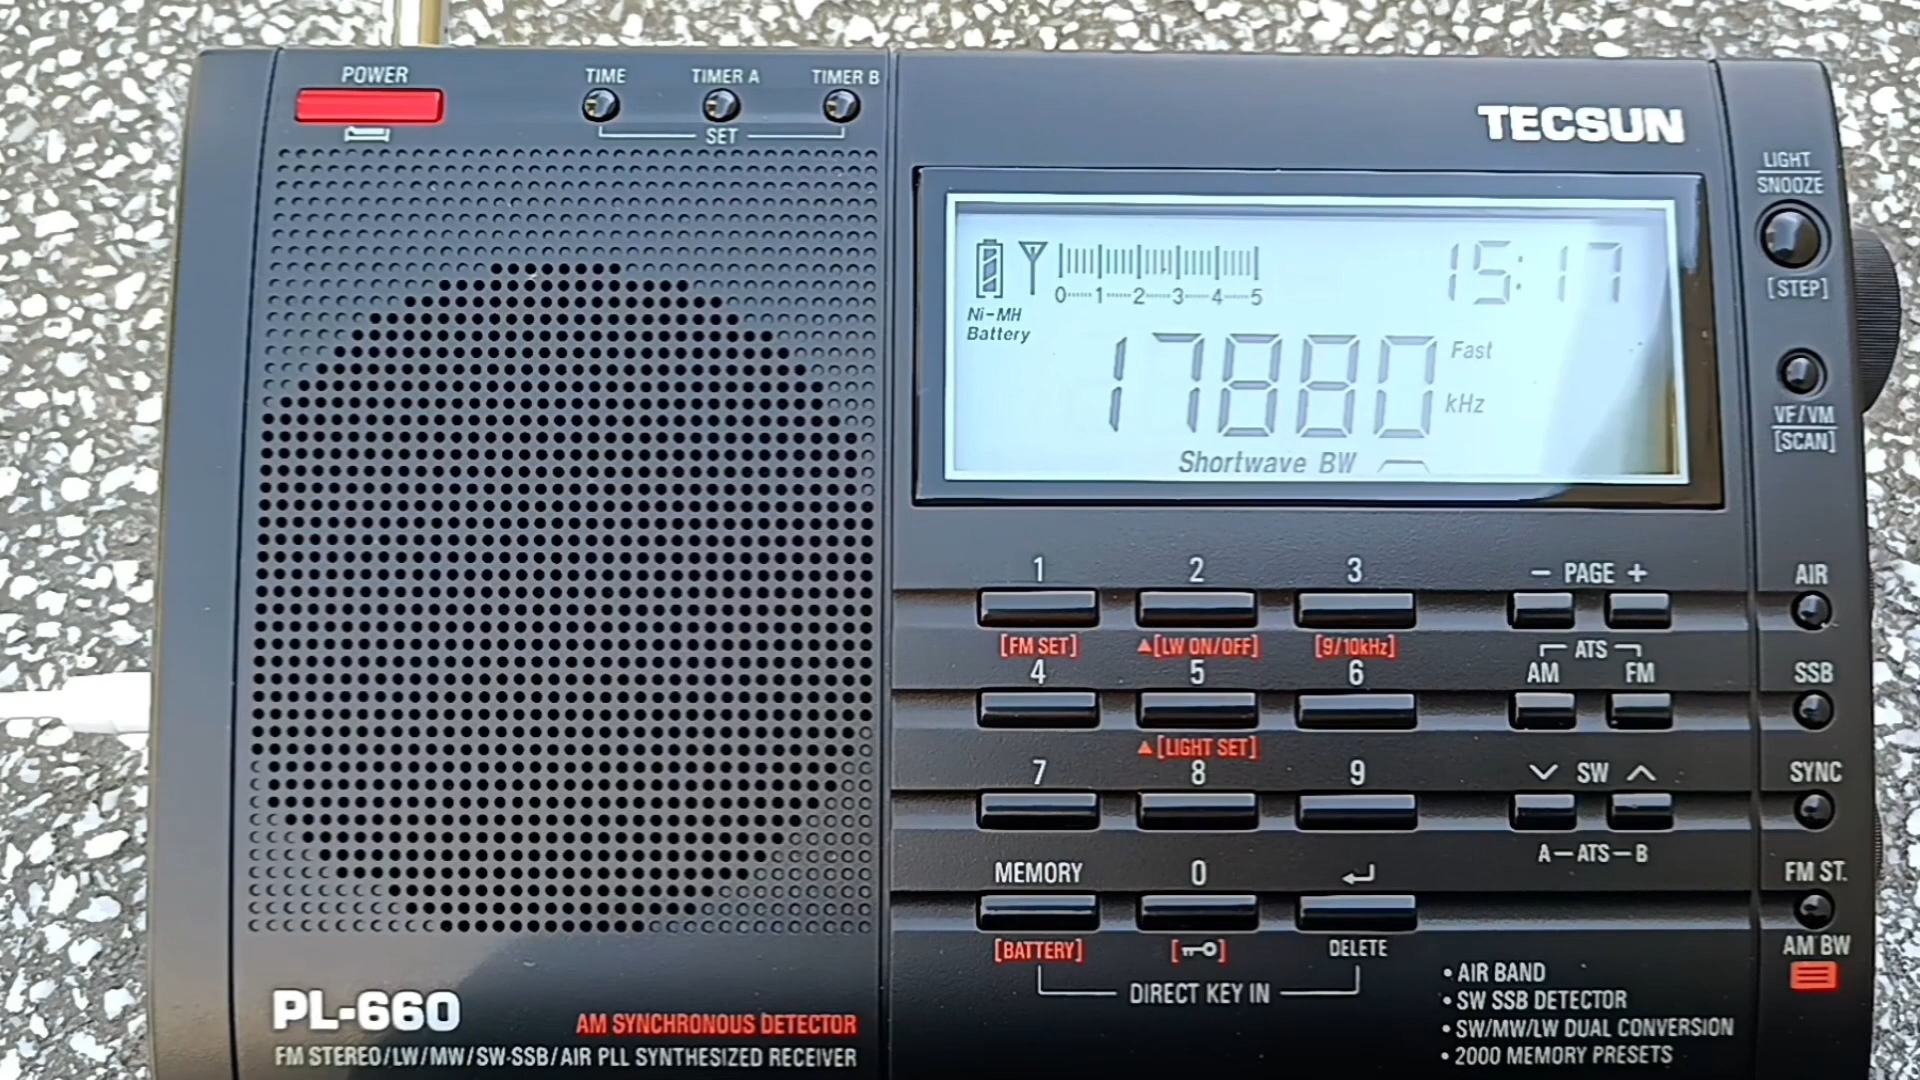 POWER
TIME TIMER A TIMER B
SET
TECSUN
LIGHT
SNOOZE
[STEP]
0 1 2 3 4 5
15:17
Ni-MH
Battery
17880
Fast
kHz
Shortwave BW
VF/VM
[SCAN]
1 2 3 - PAGE + AIR
[FM SET] ▲[LW ON/OFF] [9/10kHz] ATS
4 5 6 AM FM SSB
▲[LIGHT SET]
7 8 9 SW SYNC
A-ATS-B
MEMORY 0 ↵ FM ST.
[BATTERY] [ ] DELETE AM BW
DIRECT KEY IN
• AIR BAND
• SW SSB DETECTOR
• SW/MW/LW DUAL CONVERSION
• 2000 MEMORY PRESETS
PL-660
AM SYNCHRONOUS DETECTOR
FM STEREO/LW/MW/SW-SSB/AIR PLL SYNTHESIZED RECEIVER